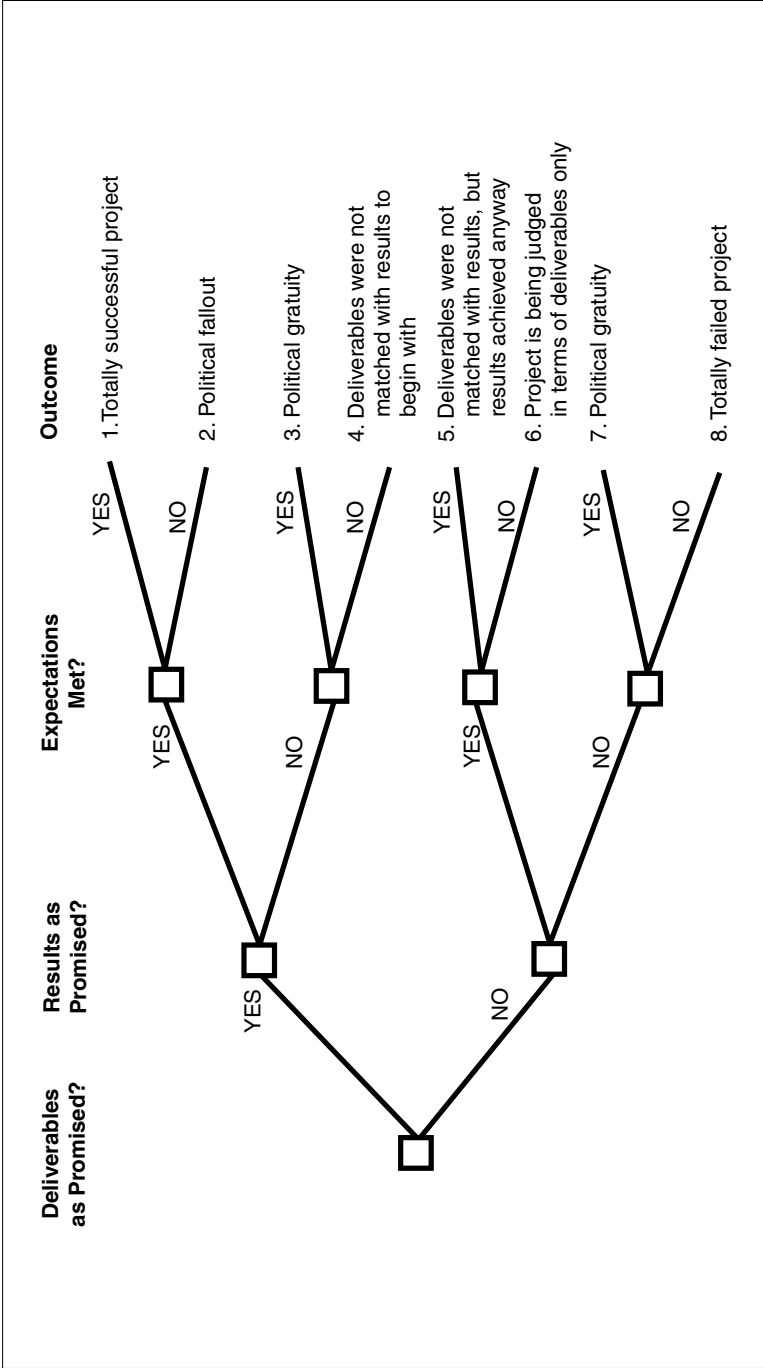 Deliverables
as Promised?
Results as
Promised?
Expectations
Met?
Outcome
YES
NO
YES
NO
YES
NO
YES
NO
YES
NO
YES
NO
YES
NO
1.Totally successful project
2. Political fallout
3. Political gratuity
4. Deliverables were not
matched with results to
begin with
5. Deliverables were not
matched with results, but
results achieved anyway
6. Project is being judged
in terms of deliverables only
7. Political gratuity
8. Totally failed project